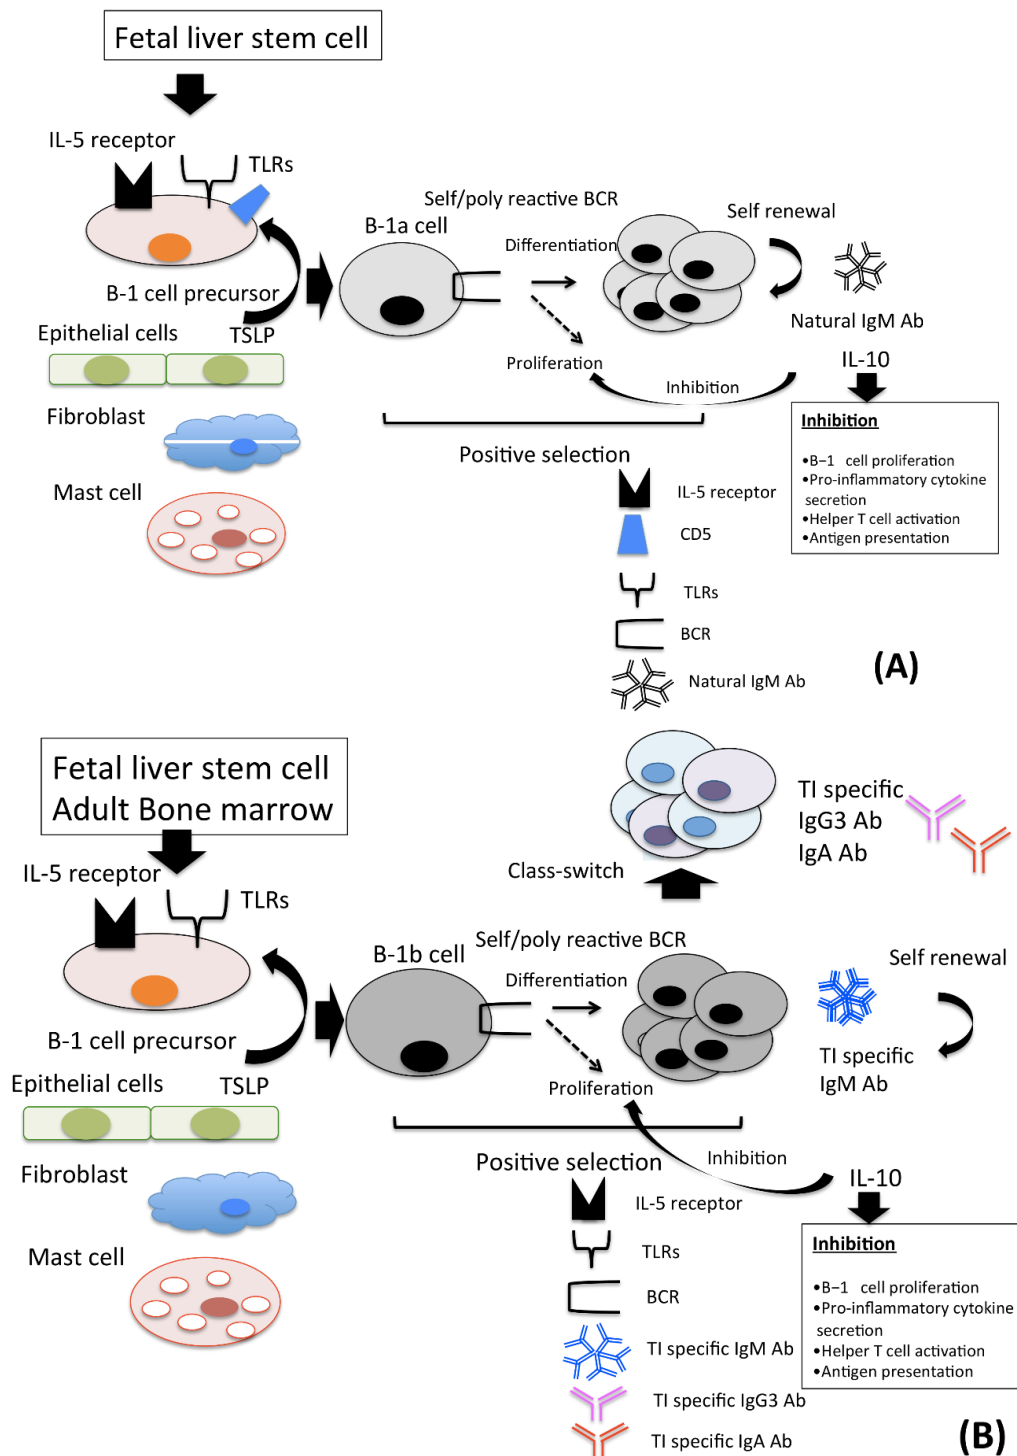 Fetal liver stem cell
IL-5 receptor
TLRs
Self/poly reactive BCR
B-1a cell
Self renewal
Differentiation
B-1 cell precursor
Natural IgM Ab
Epithelial cells
TSLP
Proliferation
IL-10
Inhibition
Fibroblast
Inhibition
•B–1 cell proliferation
•Pro-inflammatory cytokine
secretion
•Helper T cell activation
•Antigen presentation
Positive selection
Mast cell
IL-5 receptor
CD5
TLRs
BCR
Natural IgM Ab
(A)
Fetal liver stem cell
Adult Bone marrow
TI specific
IgG3 Ab
IgA Ab
Class-switch
IL-5 receptor
TLRs
Self/poly reactive BCR
B-1b cell
Differentiation
Self renewal
B-1 cell precursor
TI specific
IgM Ab
Epithelial cells
TSLP
Proliferation
Positive selection
Inhibition
Fibroblast
IL-10
IL-5 receptor
TLRs
Mast cell
BCR
Inhibition
•B–1 cell proliferation
•Pro-inflammatory cytokine
secretion
•Helper T cell activation
•Antigen presentation
TI specific IgM Ab
TI specific IgG3 Ab
TI specific IgA Ab
(B)